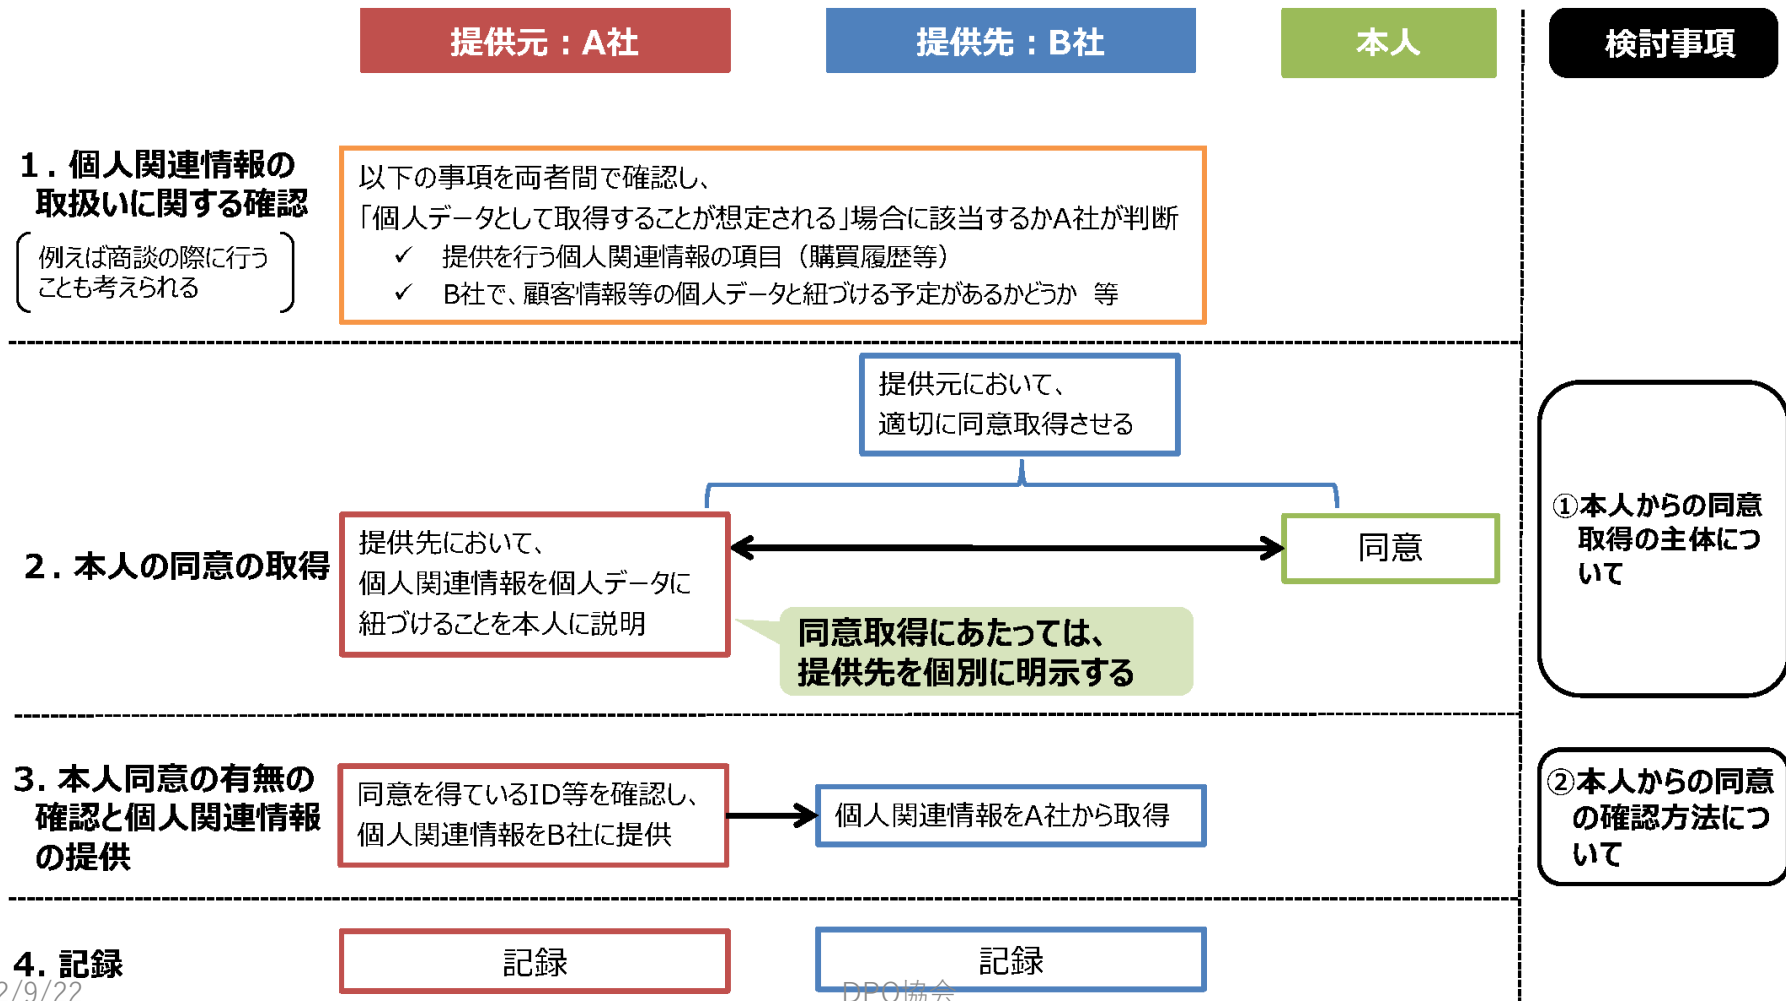 提供元：A社
提供先：B社
本人
検討事項
1. 個人関連情報の
取扱いに関する確認
例えば商談の際に行う
ことも考えられる
以下の事項を両者間で確認し、
「個人データとして取得することが想定される」場合に該当するかA社が判断
✓ 提供を行う個人関連情報の項目（購買履歴等）
✓ B社で、顧客情報等の個人データと紐づける予定があるかどうか 等
提供元において、
適切に同意取得させる
2. 本人の同意の取得
提供先において、
個人関連情報を個人データに
紐づけることを本人に説明
同意
同意取得にあたっては、
提供先を個別に明示する
①本人からの同意
取得の主体につ
いて
3. 本人同意の有無の
確認と個人関連情報
の提供
同意を得ているID等を確認し、
個人関連情報をB社に提供
個人関連情報をA社から取得
②本人からの同意
の確認方法につ
いて
4. 記録
記録
記録
2/9/22
DPO協会